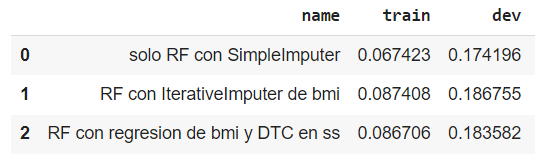 name train dev
0 solo RF con SimpleImputer 0.067423 0.174196
1 RF con IterativeImputer de bmi 0.087408 0.186755
2 RF con regresion de bmi y DTC en ss 0.086706 0.183582